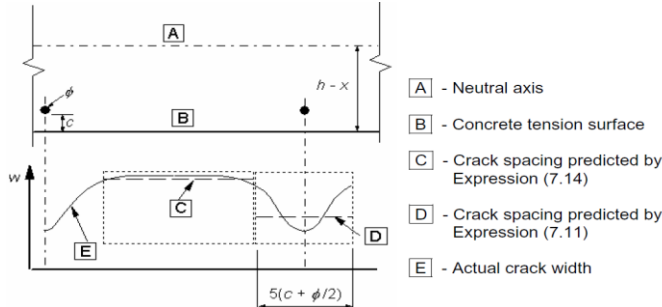 A
ϕ
c
B
h - x
w
C
D
E
5(c + ϕ/2)
A - Neutral axis
B - Concrete tension surface
C - Crack spacing predicted by
Expression (7.14)
D - Crack spacing predicted by
Expression (7.11)
E - Actual crack width